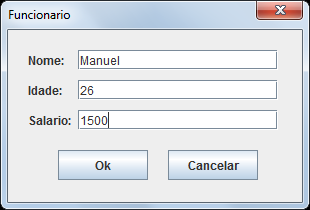 Funcionario
Nome: Manuel
Idade: 26
Salario: 1500
Ok Cancelar